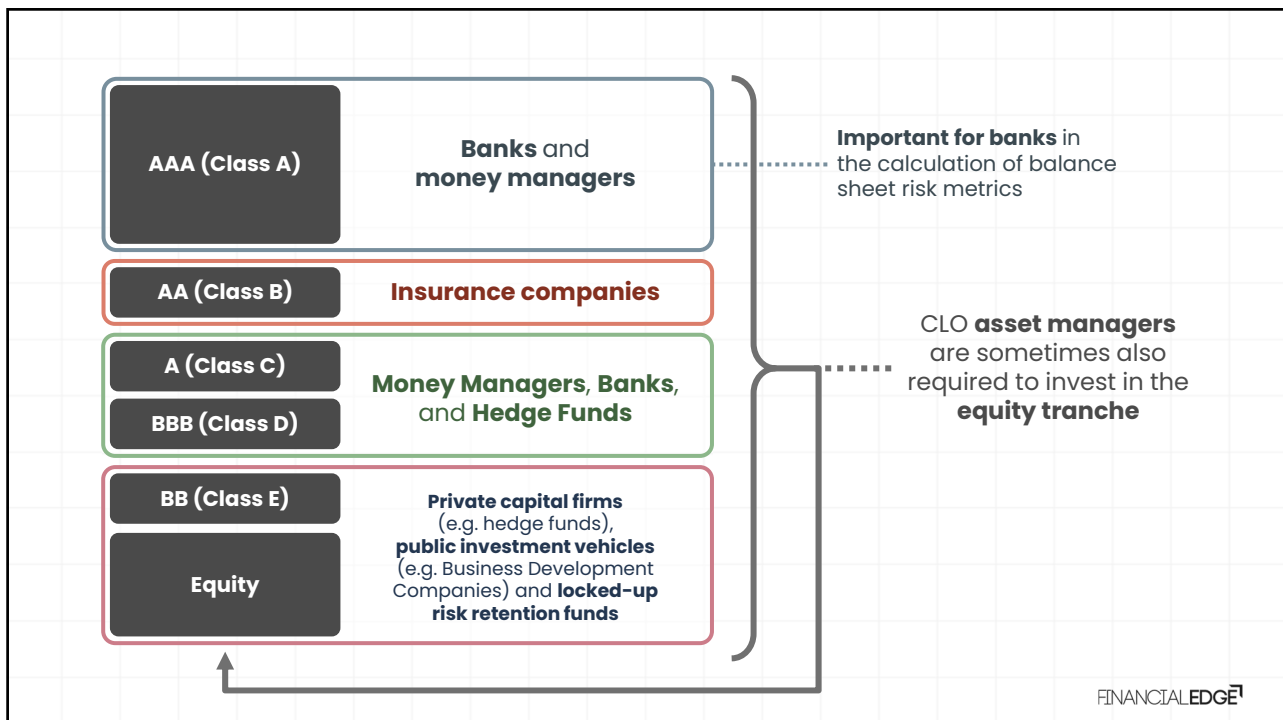 AAA (Class A)
Banks and
money managers
Important for banks in
the calculation of balance
sheet risk metrics
AA (Class B)
Insurance companies
A (Class C)
BBB (Class D)
Money Managers, Banks,
and Hedge Funds
CLO asset managers
are sometimes also
required to invest in the
equity tranche
BB (Class E)
Equity
Private capital firms
(e.g. hedge funds),
public investment vehicles
(e.g. Business Development
Companies) and locked-up
risk retention funds
FINANCIALEDGE